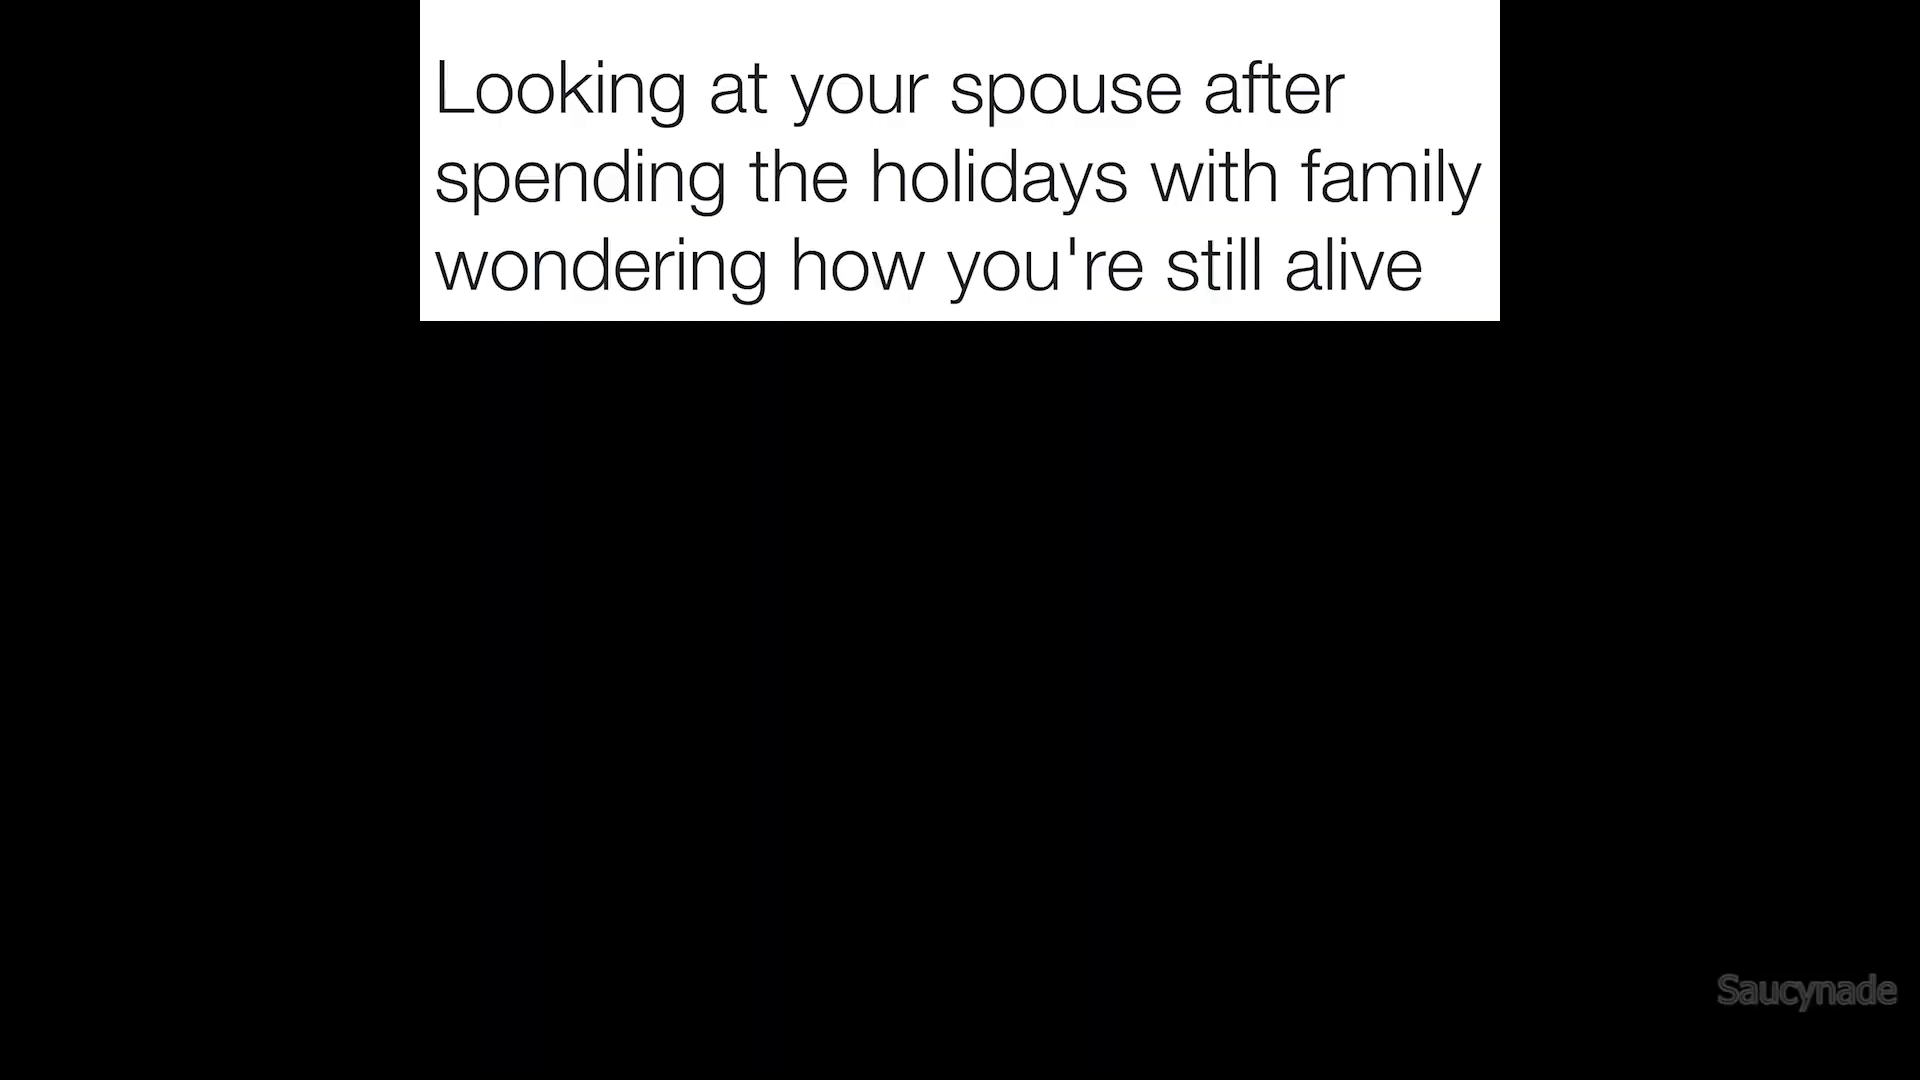 Looking at your spouse after
spending the holidays with family
wondering how you're still alive
Saucynade